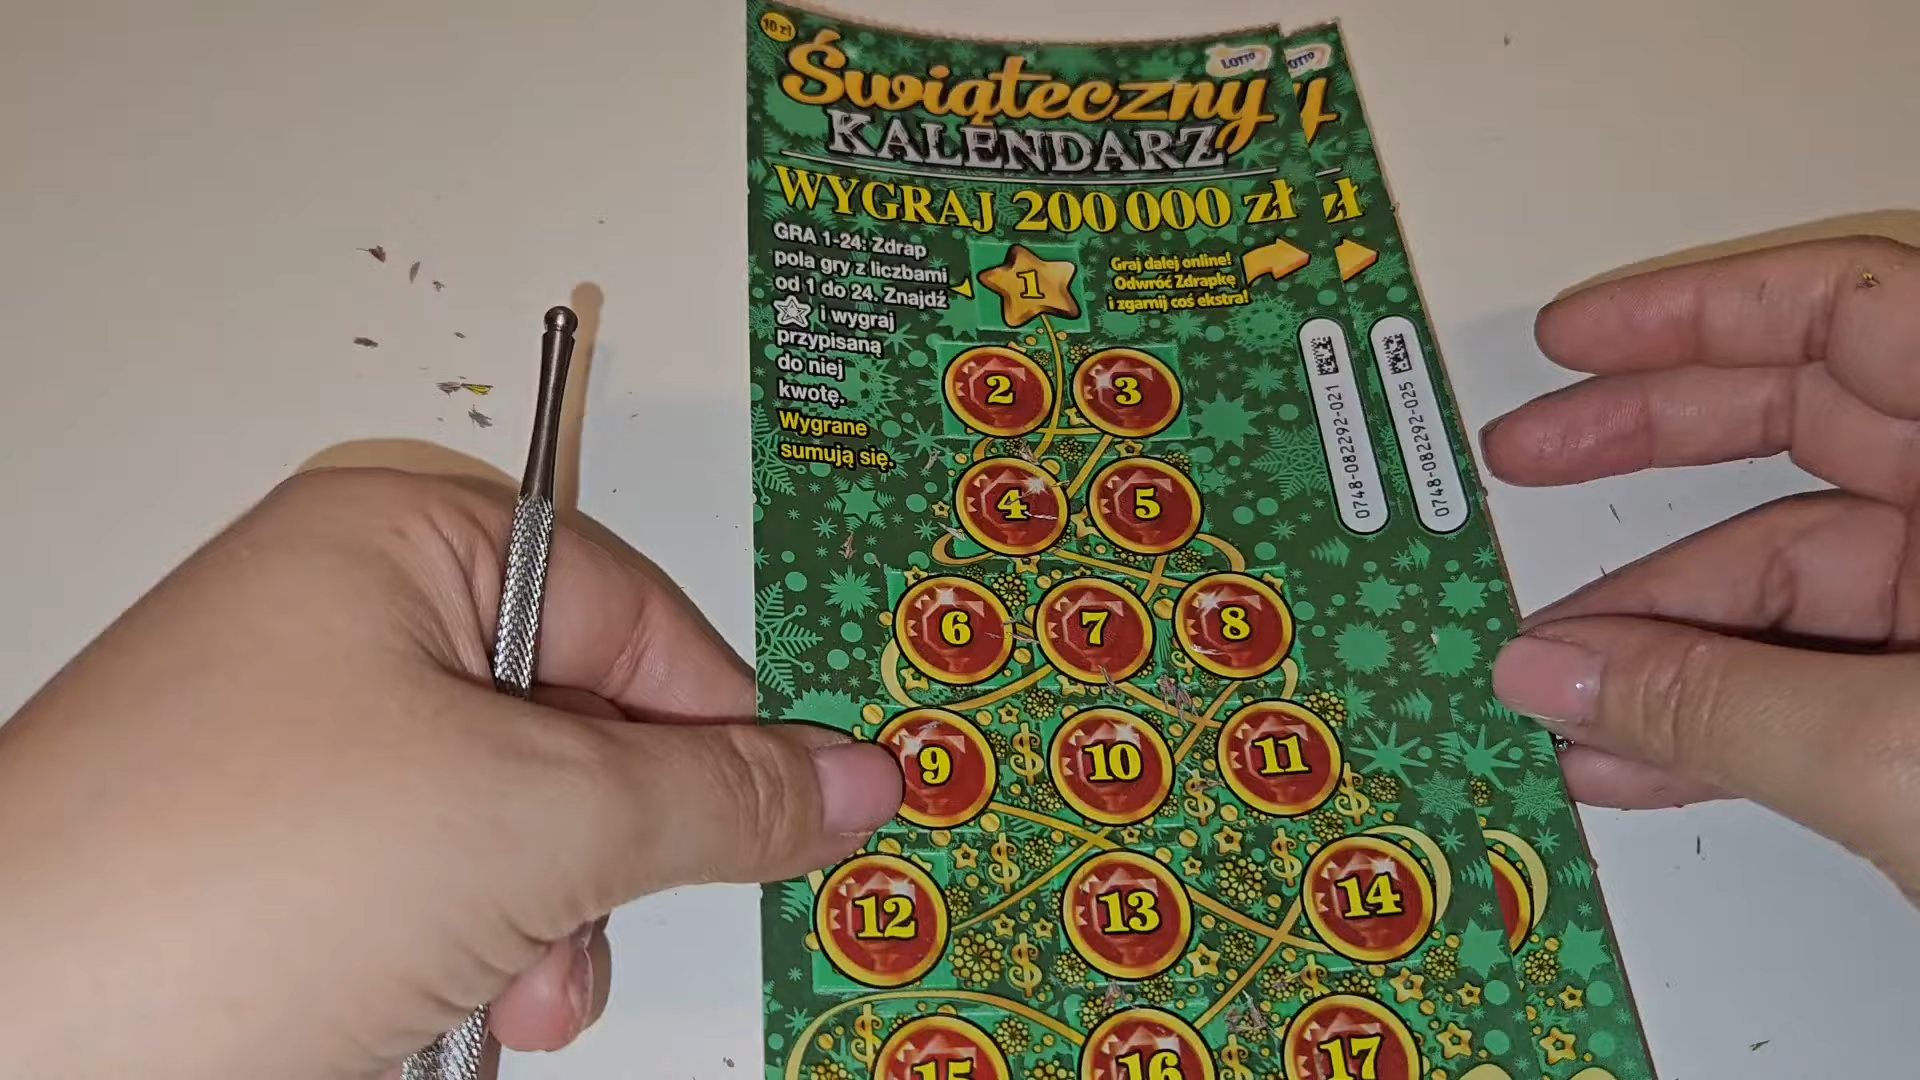 10 zł
LOTTO
OTTO
Świąteczny
y
KALENDARZ
WYGRAJ 200 000 zł
zł
GRA 1-24: Zdrap
pola gry z liczbami
od 1 do 24. Znajdź
i wygraj
przypisaną
do niej
kwotę.
Wygrane
sumują się.
Graj dalej online!
Odwróć Zdrapkę
i zgarnij coś ekstra!
1
2 3
4 5
6 7 8
9 10 11
12 13 14
15 16 17
0748-082292-021
0748-082292-025